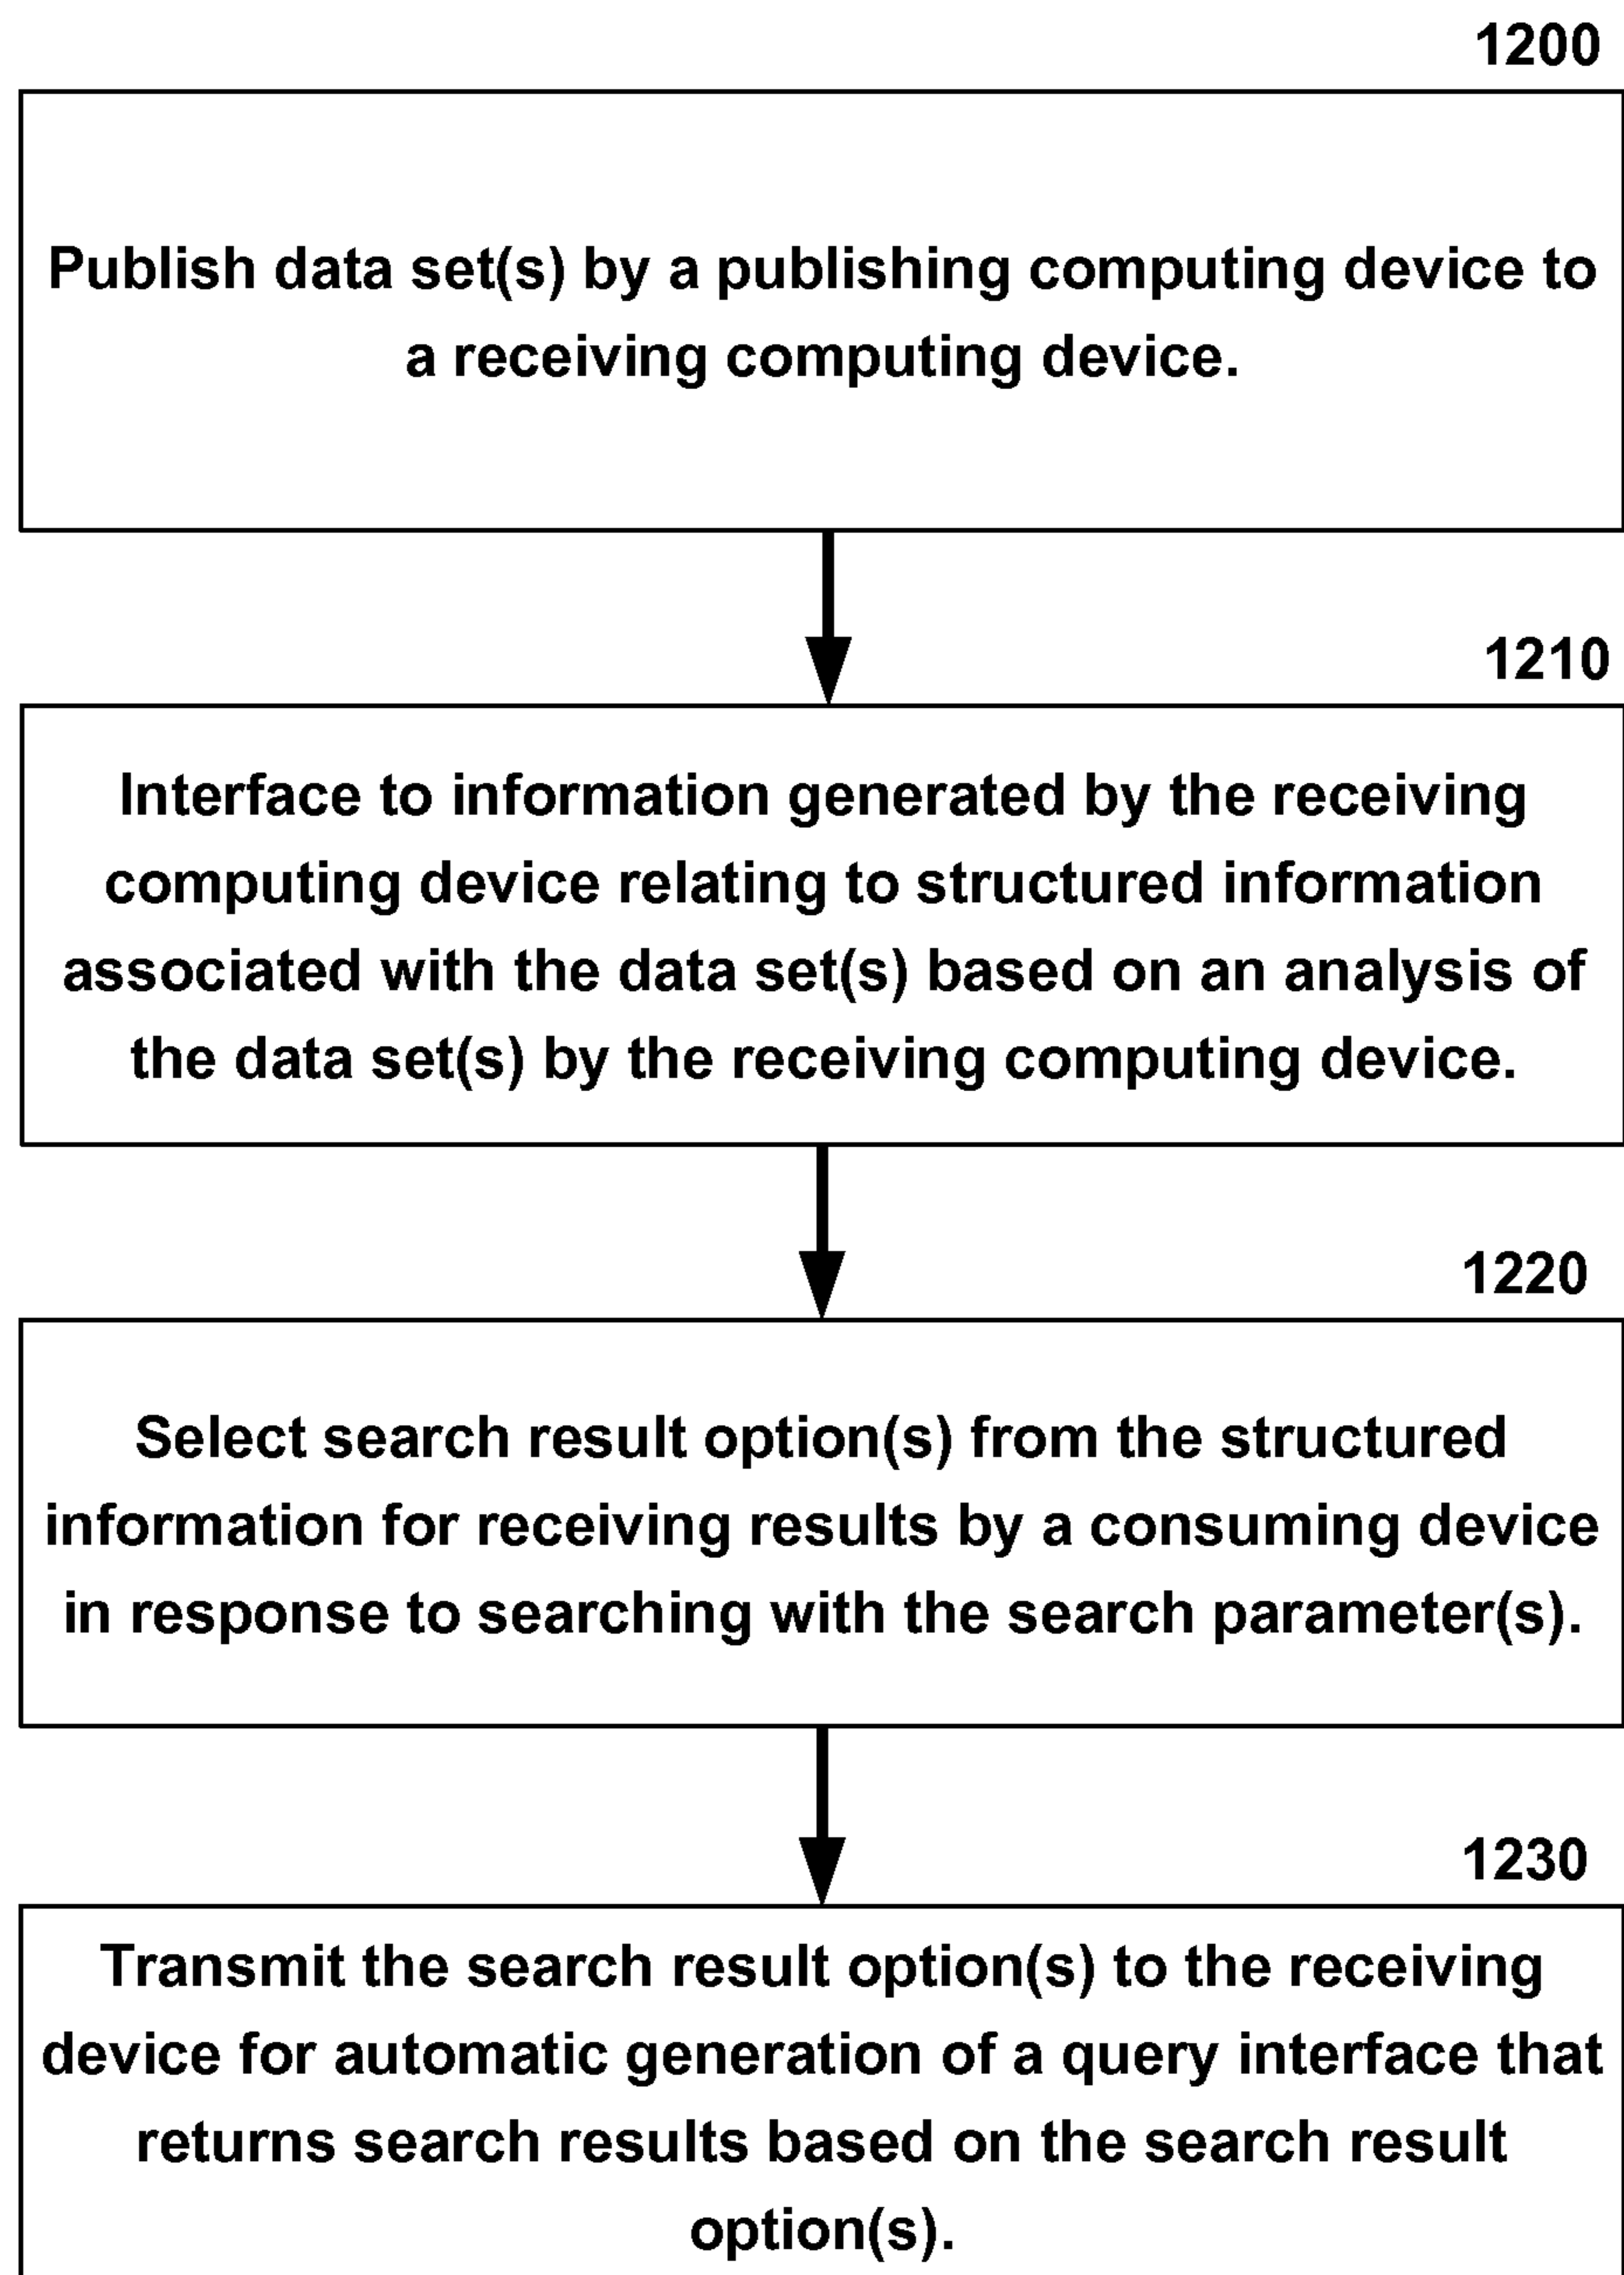 1200
Publish data set(s) by a publishing computing device to
a receiving computing device.
1210
Interface to information generated by the receiving
computing device relating to structured information
associated with the data set(s) based on an analysis of
the data set(s) by the receiving computing device.
1220
Select search result option(s) from the structured
information for receiving results by a consuming device
in response to searching with the search parameter(s).
1230
Transmit the search result option(s) to the receiving
device for automatic generation of a query interface that
returns search results based on the search result
option(s).